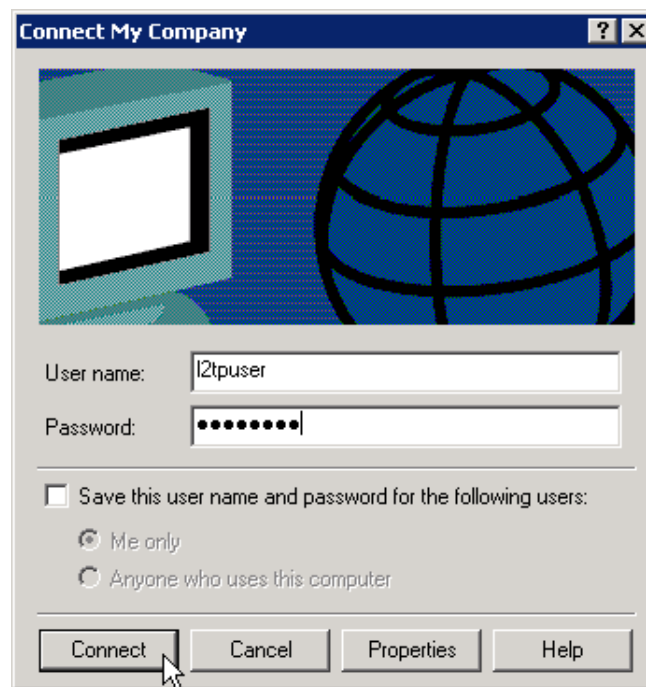 Connect My Company
User name: l2tpuser
Password: ●●●●●●●●
Save this user name and password for the following users:
Me only
Anyone who uses this computer
Connect Cancel Properties Help